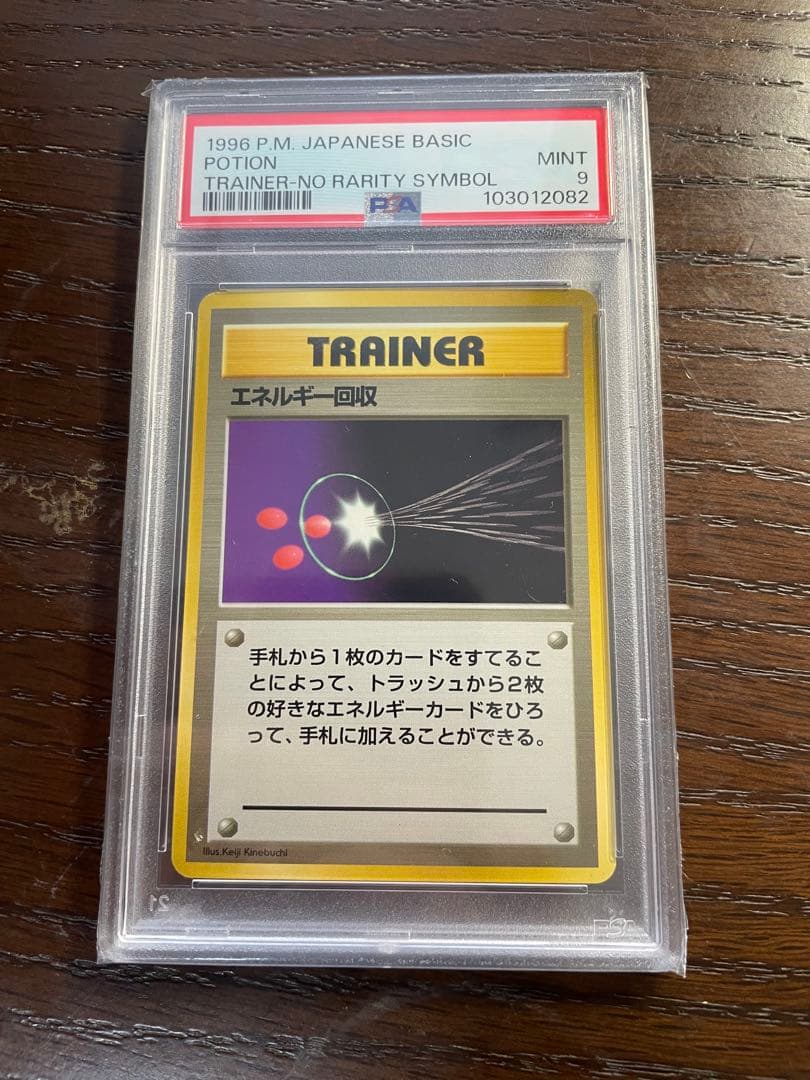 1996 P.M. JAPANESE BASIC
POTION MINT
TRAINER-NO RARITY SYMBOL 9
PSA 103012082
TRAINER
エネルギー回収
手札から1枚のカードをすてるこ
とによって、トラッシュから2枚
の好きなエネルギーカードをひろ
って、手札に加えることができる。
Illus.Keiji Kinebuchi
21
PSA